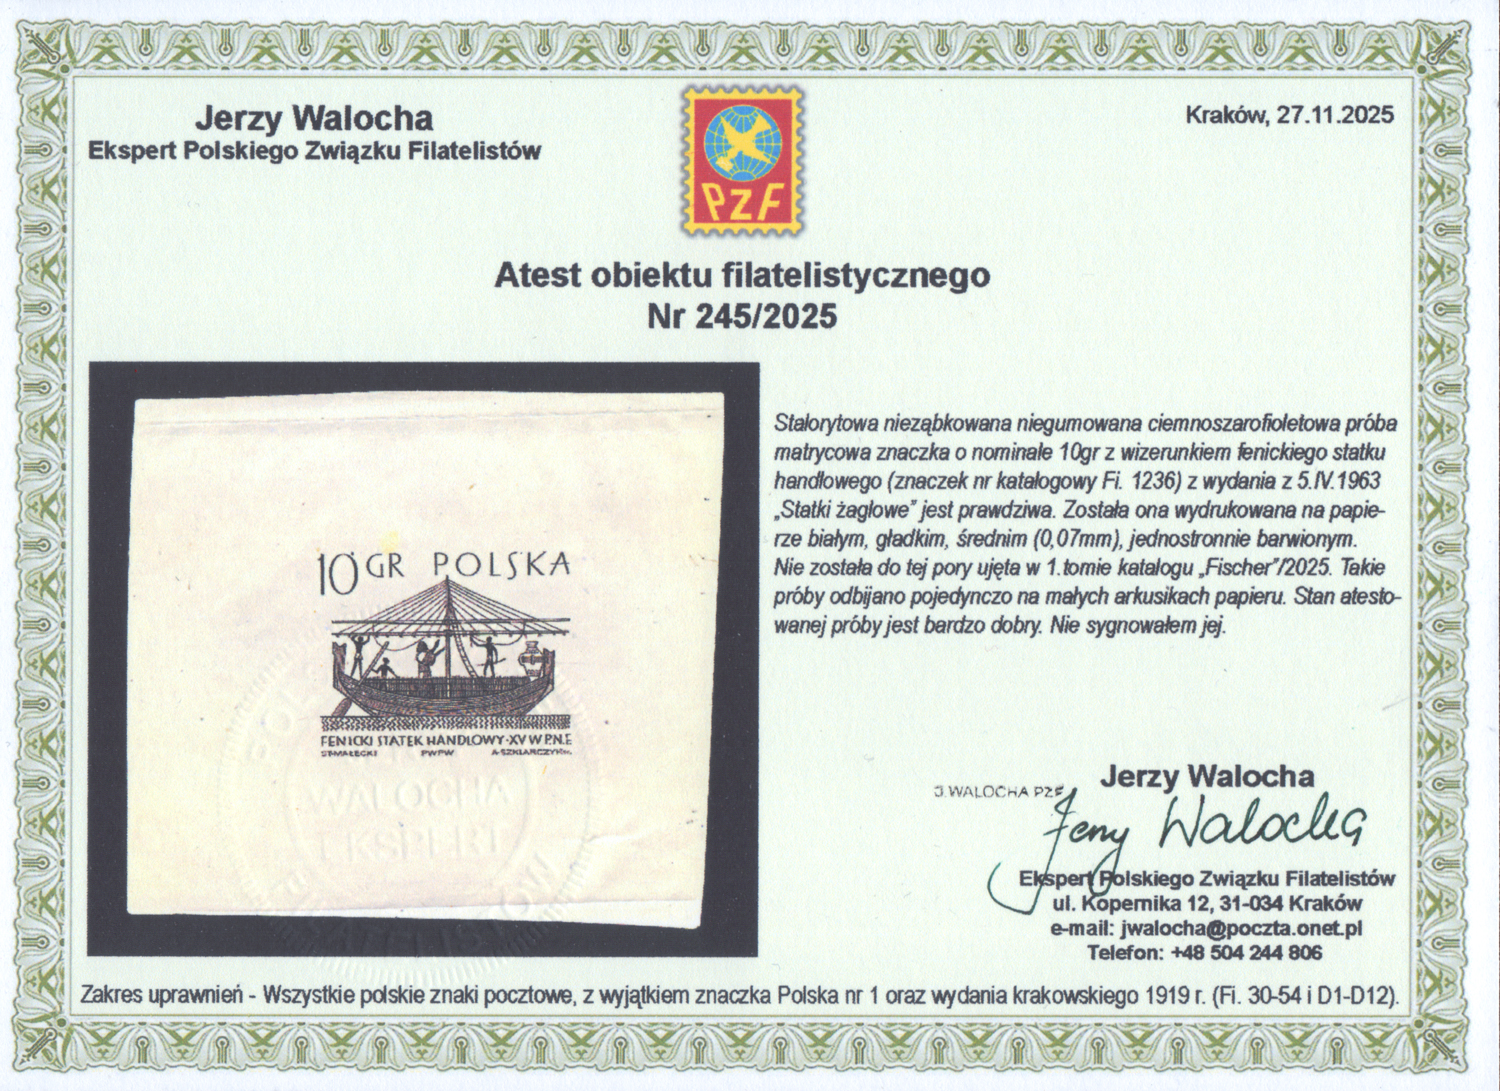 Jerzy Walocha
Ekspert Polskiego Związku Filatelistów
PZF
Kraków, 27.11.2025
Atest obiektu filatelistycznego
Nr 245/2025
10 GR POLSKA
FENICKI STATEK HANDLOWY·XV W.P.N.E
ST·MAŁECKI PWPW A·SZKLARCZYK
WALOCHA
EKSPERT
Stalorytowa nieząbkowana niegumowana ciemnoszarofioletowa próba
matrycowa znaczka o nominale 10gr z wizerunkiem fenickiego statku
handlowego (znaczek nr katalogowy Fi. 1236) z wydania z 5.IV.1963
„Statki żaglowe” jest prawdziwa. Została ona wydrukowana na papie-
rze białym, gładkim, średnim (0,07mm), jednostronnie barwionym.
Nie została do tej pory ujęta w 1.tomie katalogu „Fischer”/2025. Takie
próby odbijano pojedynczo na małych arkusikach papieru. Stan atesto-
wanej próby jest bardzo dobry. Nie sygnowałem jej.
Jerzy Walocha
J.WALOCHA PZF
Jerzy Walocha
Ekspert Polskiego Związku Filatelistów
ul. Kopernika 12, 31-034 Kraków
e-mail: jwalocha@poczta.onet.pl
Telefon: +48 504 244 806
Zakres uprawnień - Wszystkie polskie znaki pocztowe, z wyjątkiem znaczka Polska nr 1 oraz wydania krakowskiego 1919 r. (Fi. 30-54 i D1-D12).